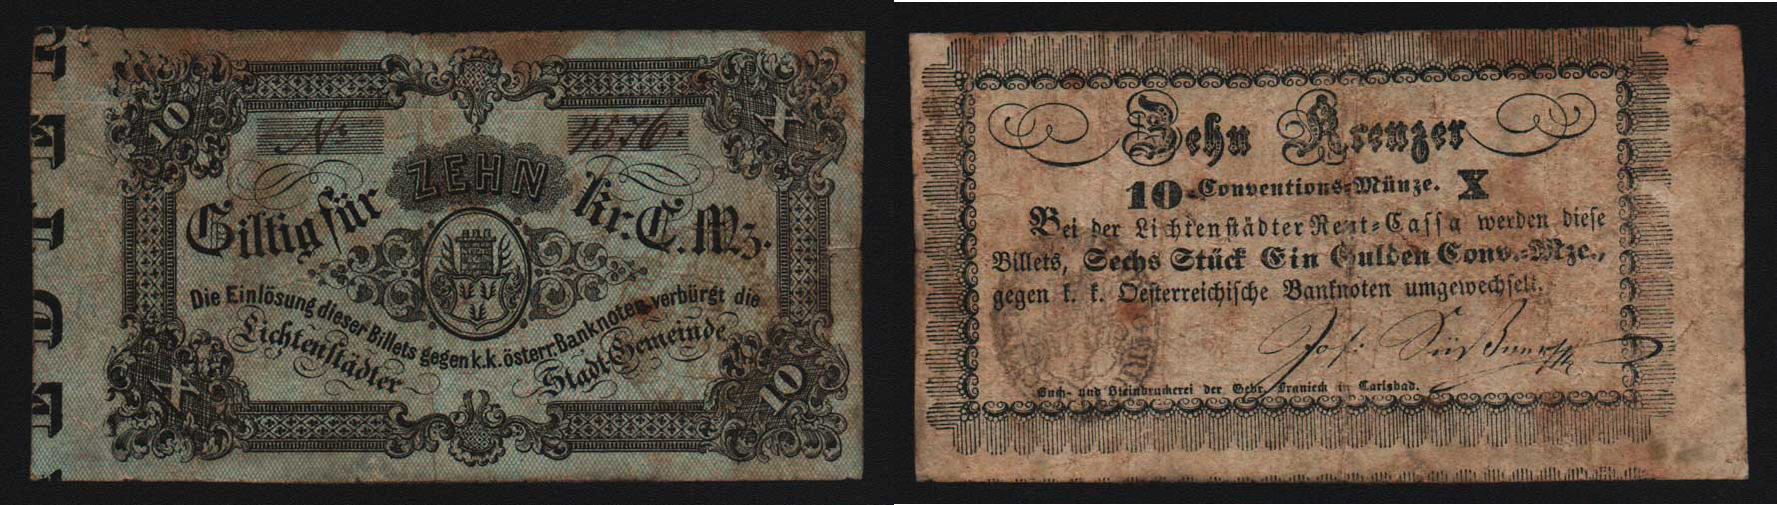 10
X
No
4576.
ZEHN
Giltig für
kr. C. Mz.
Die Einlösung dieser Billets gegen k.k. österr. Banknoten, verbürgt die
Lichtenstädter
Stadt Gemeinde
X
10
Zehn Kreuzer
10 Conventions-Münze. X
Bei der Lichtenstädter Rent-Cassa werden diese
Billets, Sechs Stück Ein Gulden Conv.-Mze.,
gegen k. k. Oesterreichische Banknoten umgewechselt.
Jos:
Buch- und Steindruckerei der Gebr. Franieck in Carlsbad.